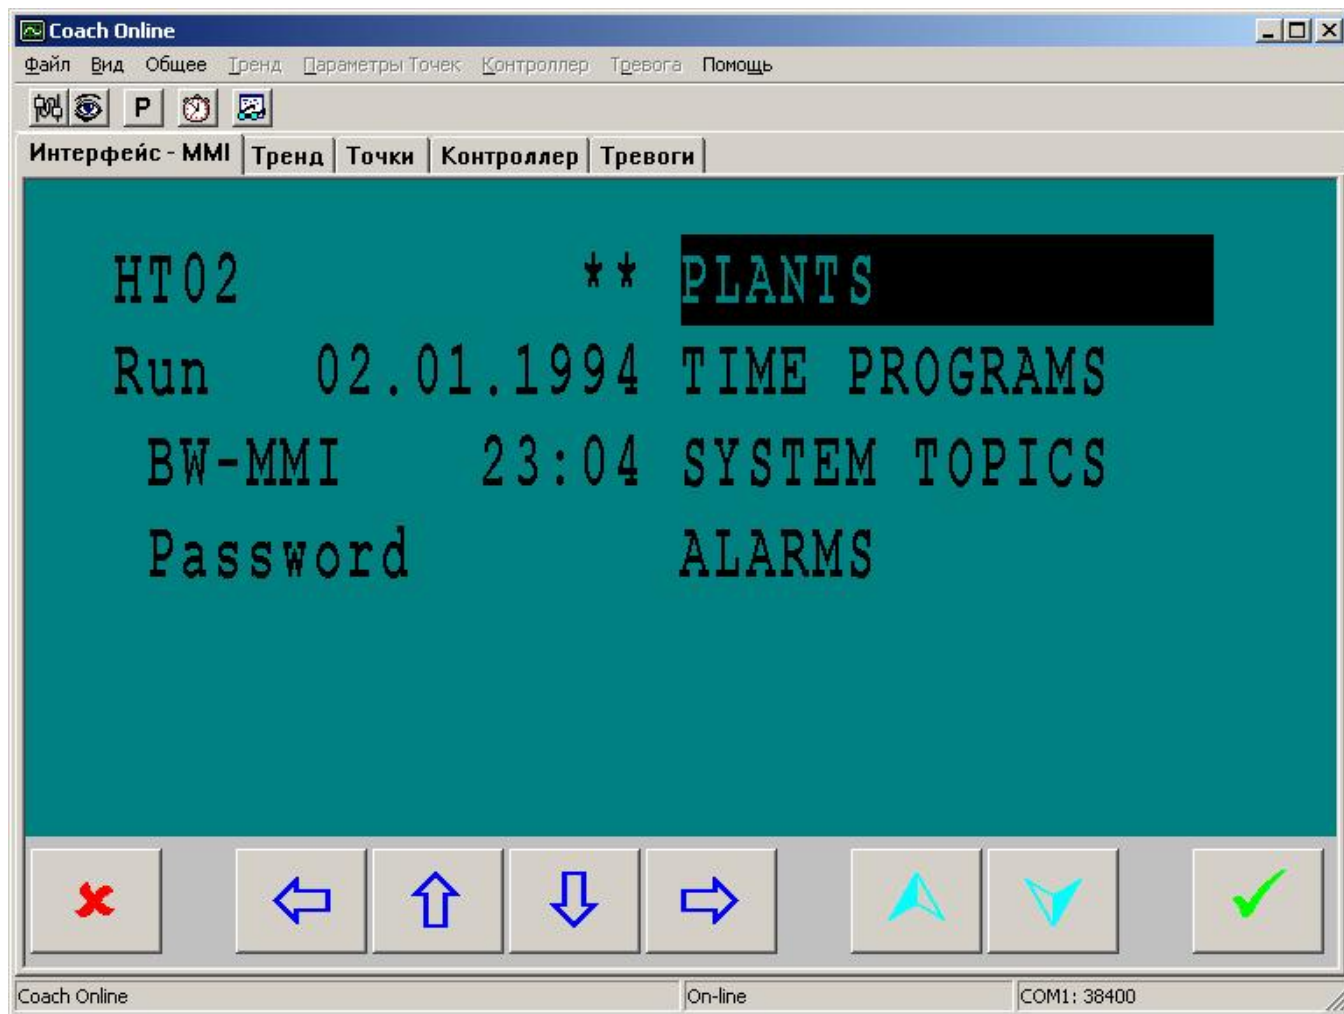 Coach Online
Файл Вид Общее Тренд Параметры Точек Контроллер Тревога Помощь
P
Интерфейс - MMI Тренд Точки Контроллер Тревоги
HT02 ** PLANTS
Run 02.01.1994 TIME PROGRAMS
BW-MMI 23:04 SYSTEM TOPICS
Password ALARMS
Coach Online On-line COM1: 38400